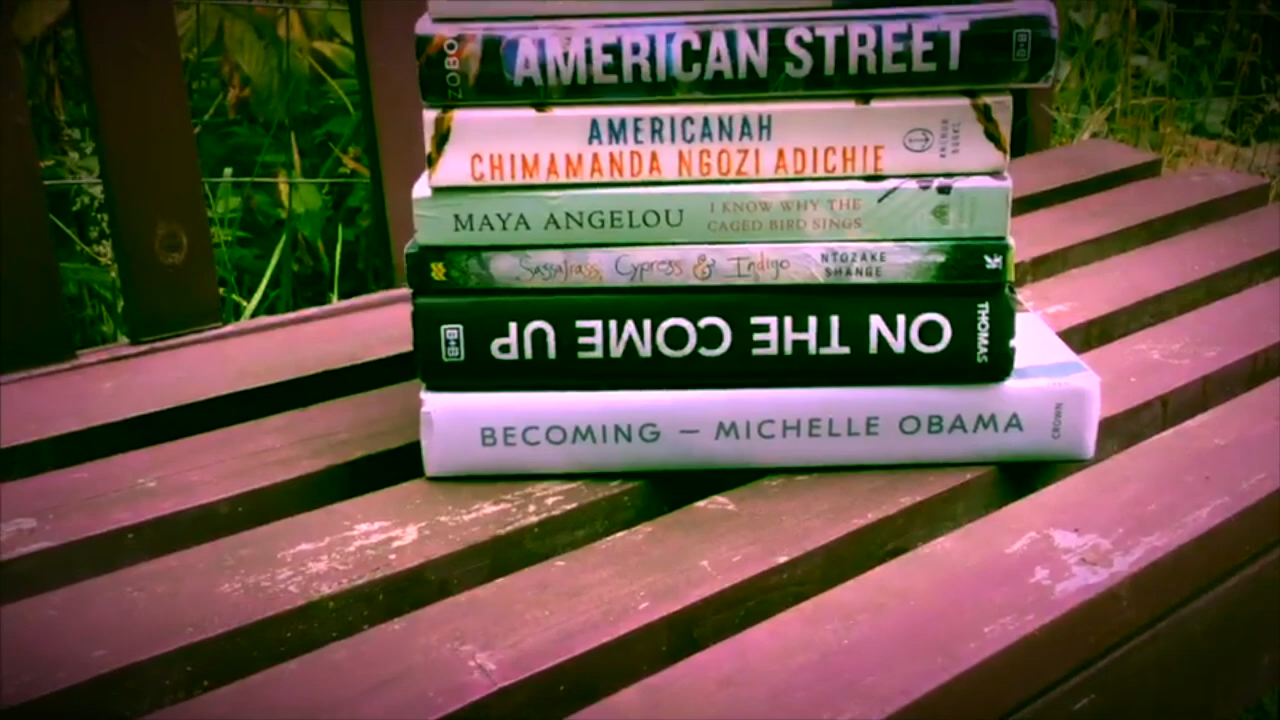 ZOBOI AMERICAN STREET B+B
AMERICANAH
CHIMAMANDA NGOZI ADICHIE
ANCHOR
BOOKS
MAYA ANGELOU
I KNOW WHY THE
CAGED BIRD SINGS
Sassafrass, Cypress & Indigo
NTOZAKE
SHANGE
ON THE COME UP
THOMAS
B+B
BECOMING — MICHELLE OBAMA
CROWN